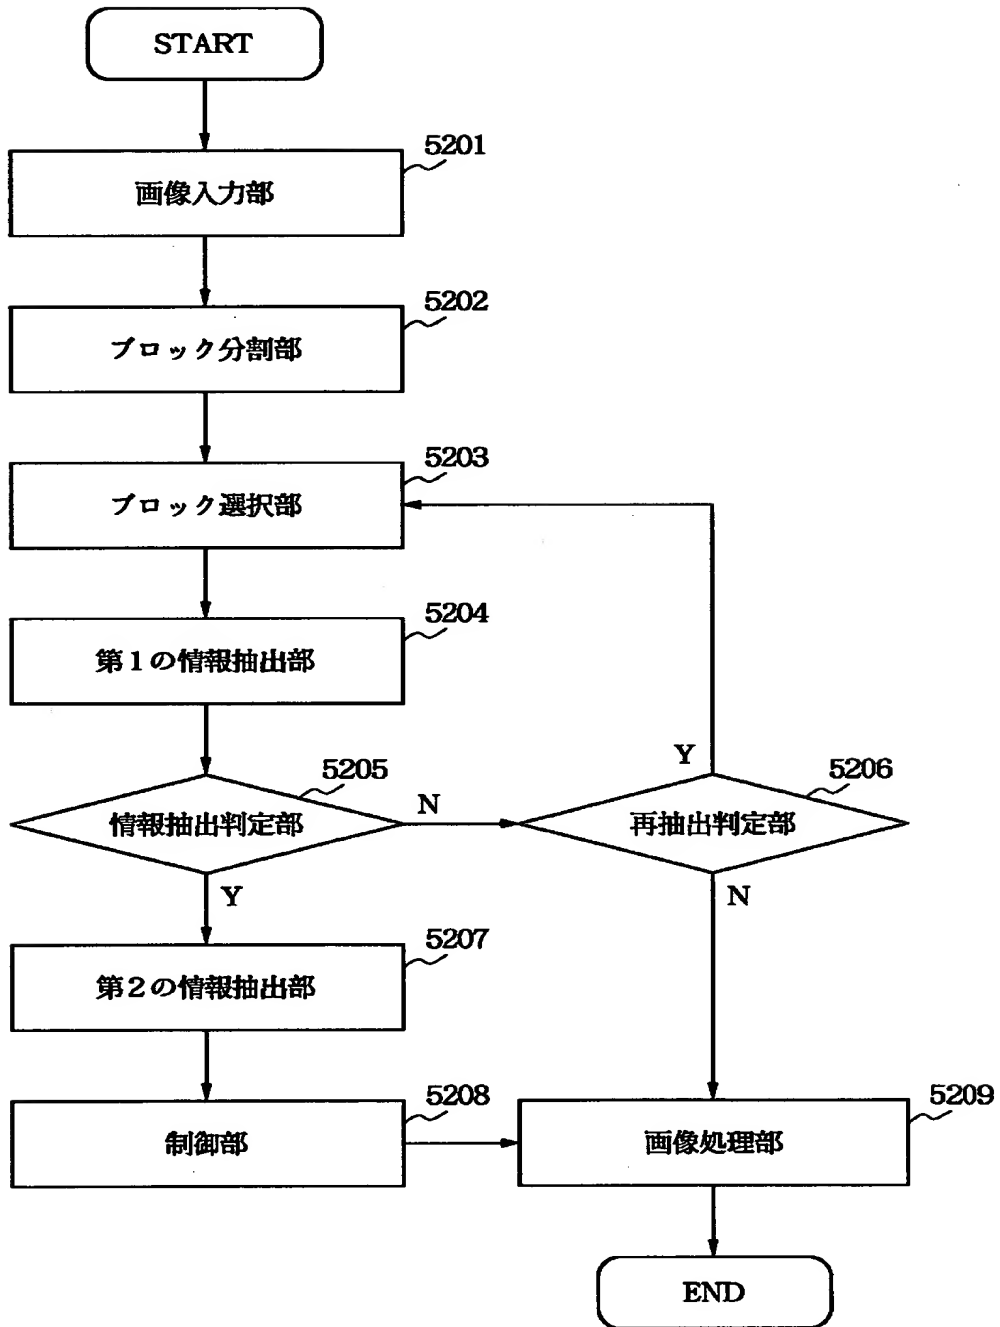 START
5201
画像入力部
5202
ブロック分割部
5203
ブロック選択部
5204
第1の情報抽出部
5205
情報抽出判定部
N
Y
5206
再抽出判定部
Y
N
5207
第2の情報抽出部
5208
制御部
5209
画像処理部
END